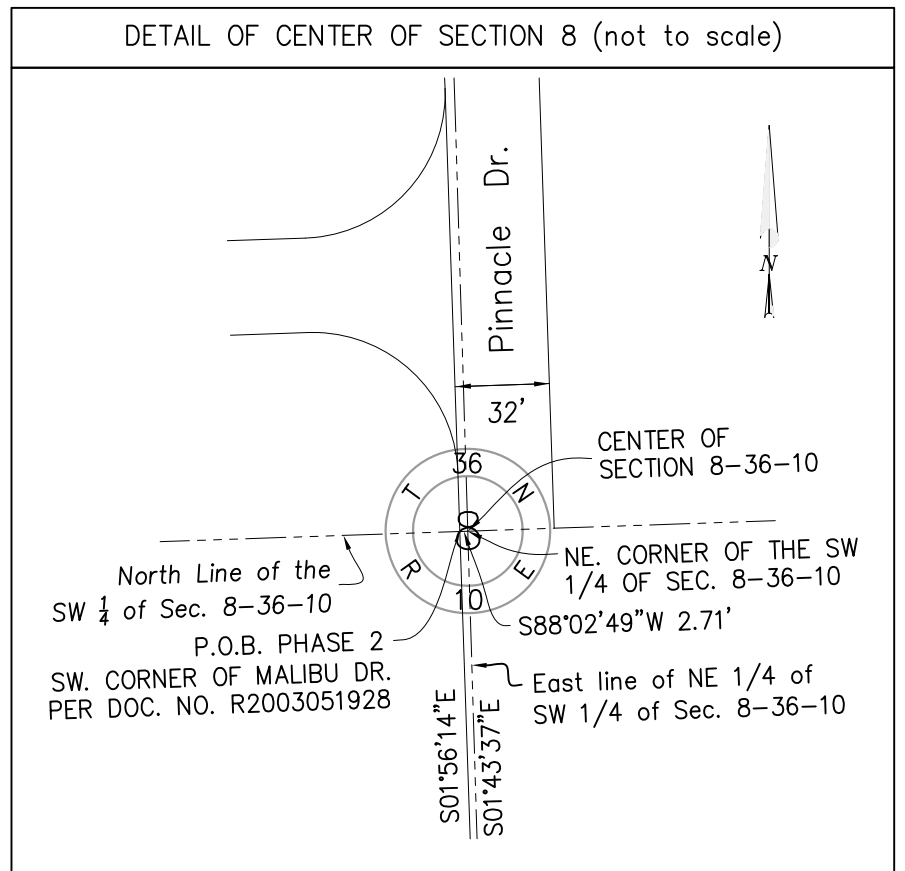 DETAIL OF CENTER OF SECTION 8 (not to scale)
Pinnacle Dr.
N
32'
CENTER OF
SECTION 8-36-10
36
T
N
8
R
E
10
NE. CORNER OF THE SW
1/4 OF SEC. 8-36-10
North Line of the
SW ¼ of Sec. 8-36-10
S88°02'49"W 2.71'
P.O.B. PHASE 2
SW. CORNER OF MALIBU DR.
PER DOC. NO. R2003051928
East line of NE 1/4 of
SW 1/4 of Sec. 8-36-10
S01°56'14"E
S01°43'37"E